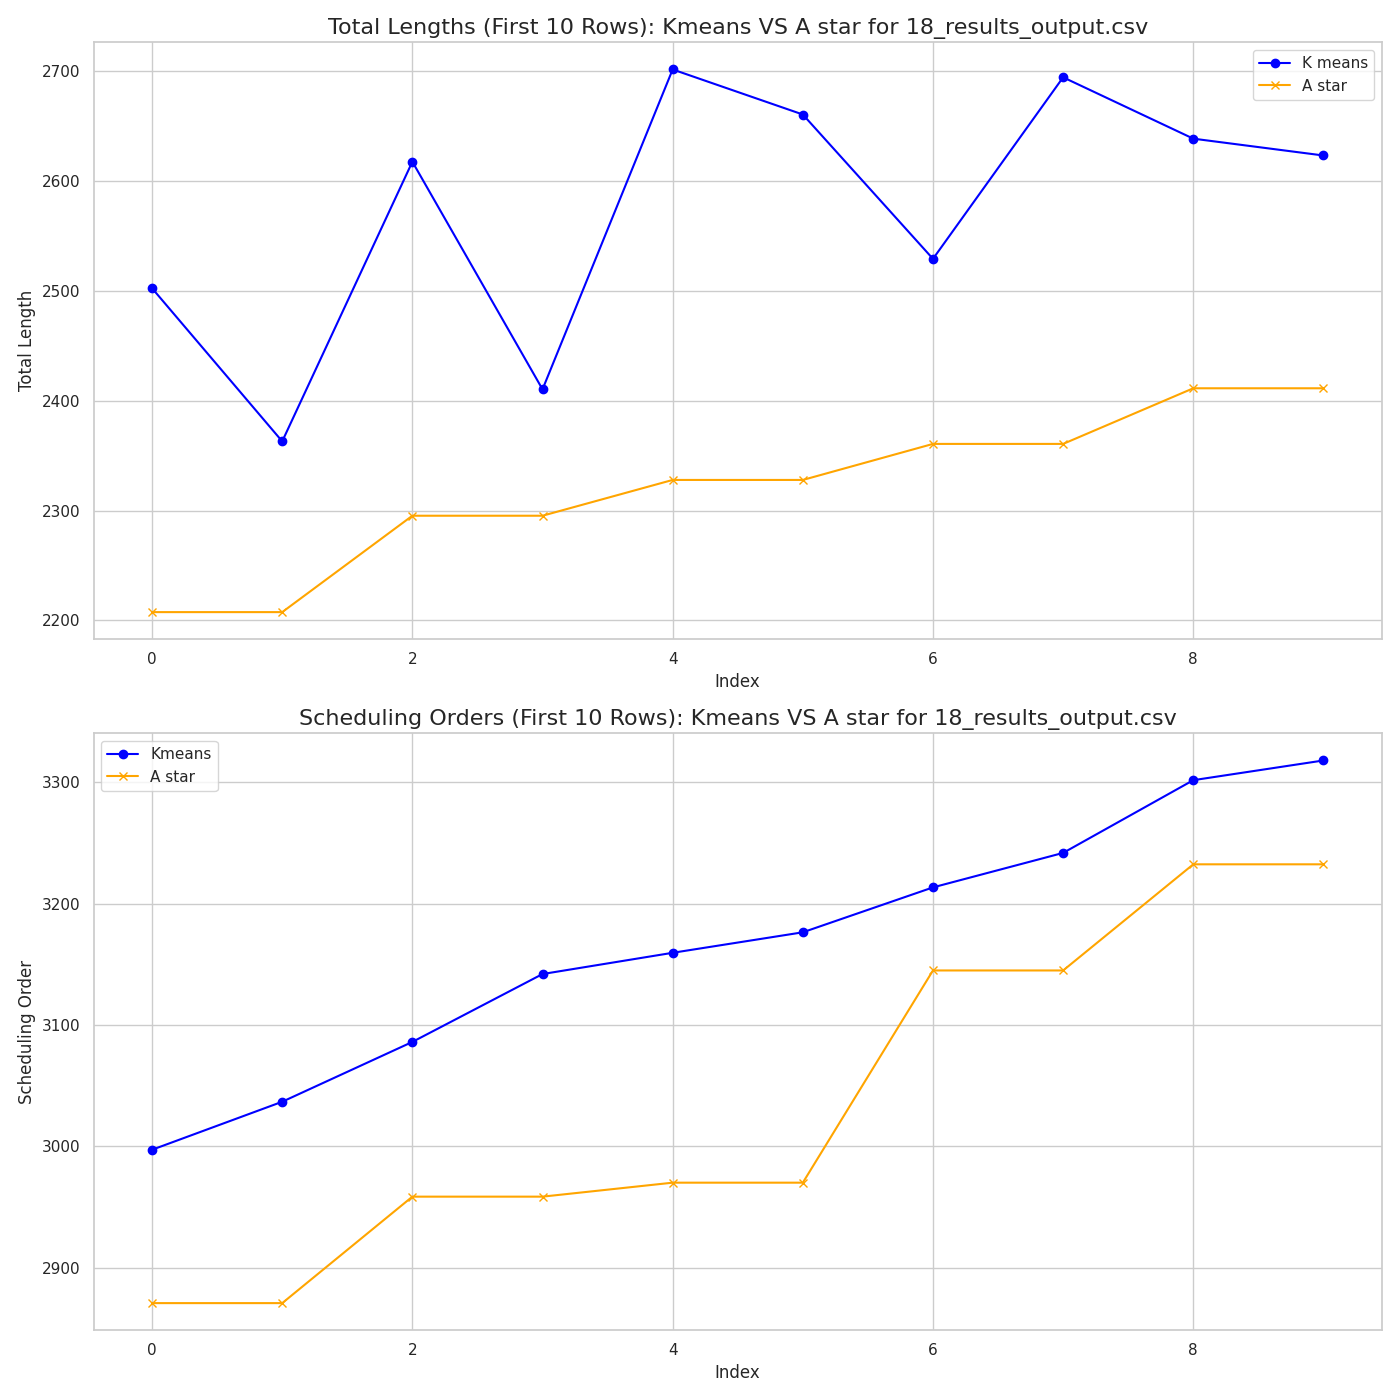 Total Lengths (First 10 Rows): Kmeans VS A star for 18_results_output.csv
K means
A star
2700
2600
2500
2400
2300
2200
Total Length
0 2 4 6 8
Index
Scheduling Orders (First 10 Rows): Kmeans VS A star for 18_results_output.csv
Kmeans
A star
3300
3200
3100
3000
2900
Scheduling Order
0 2 4 6 8
Index